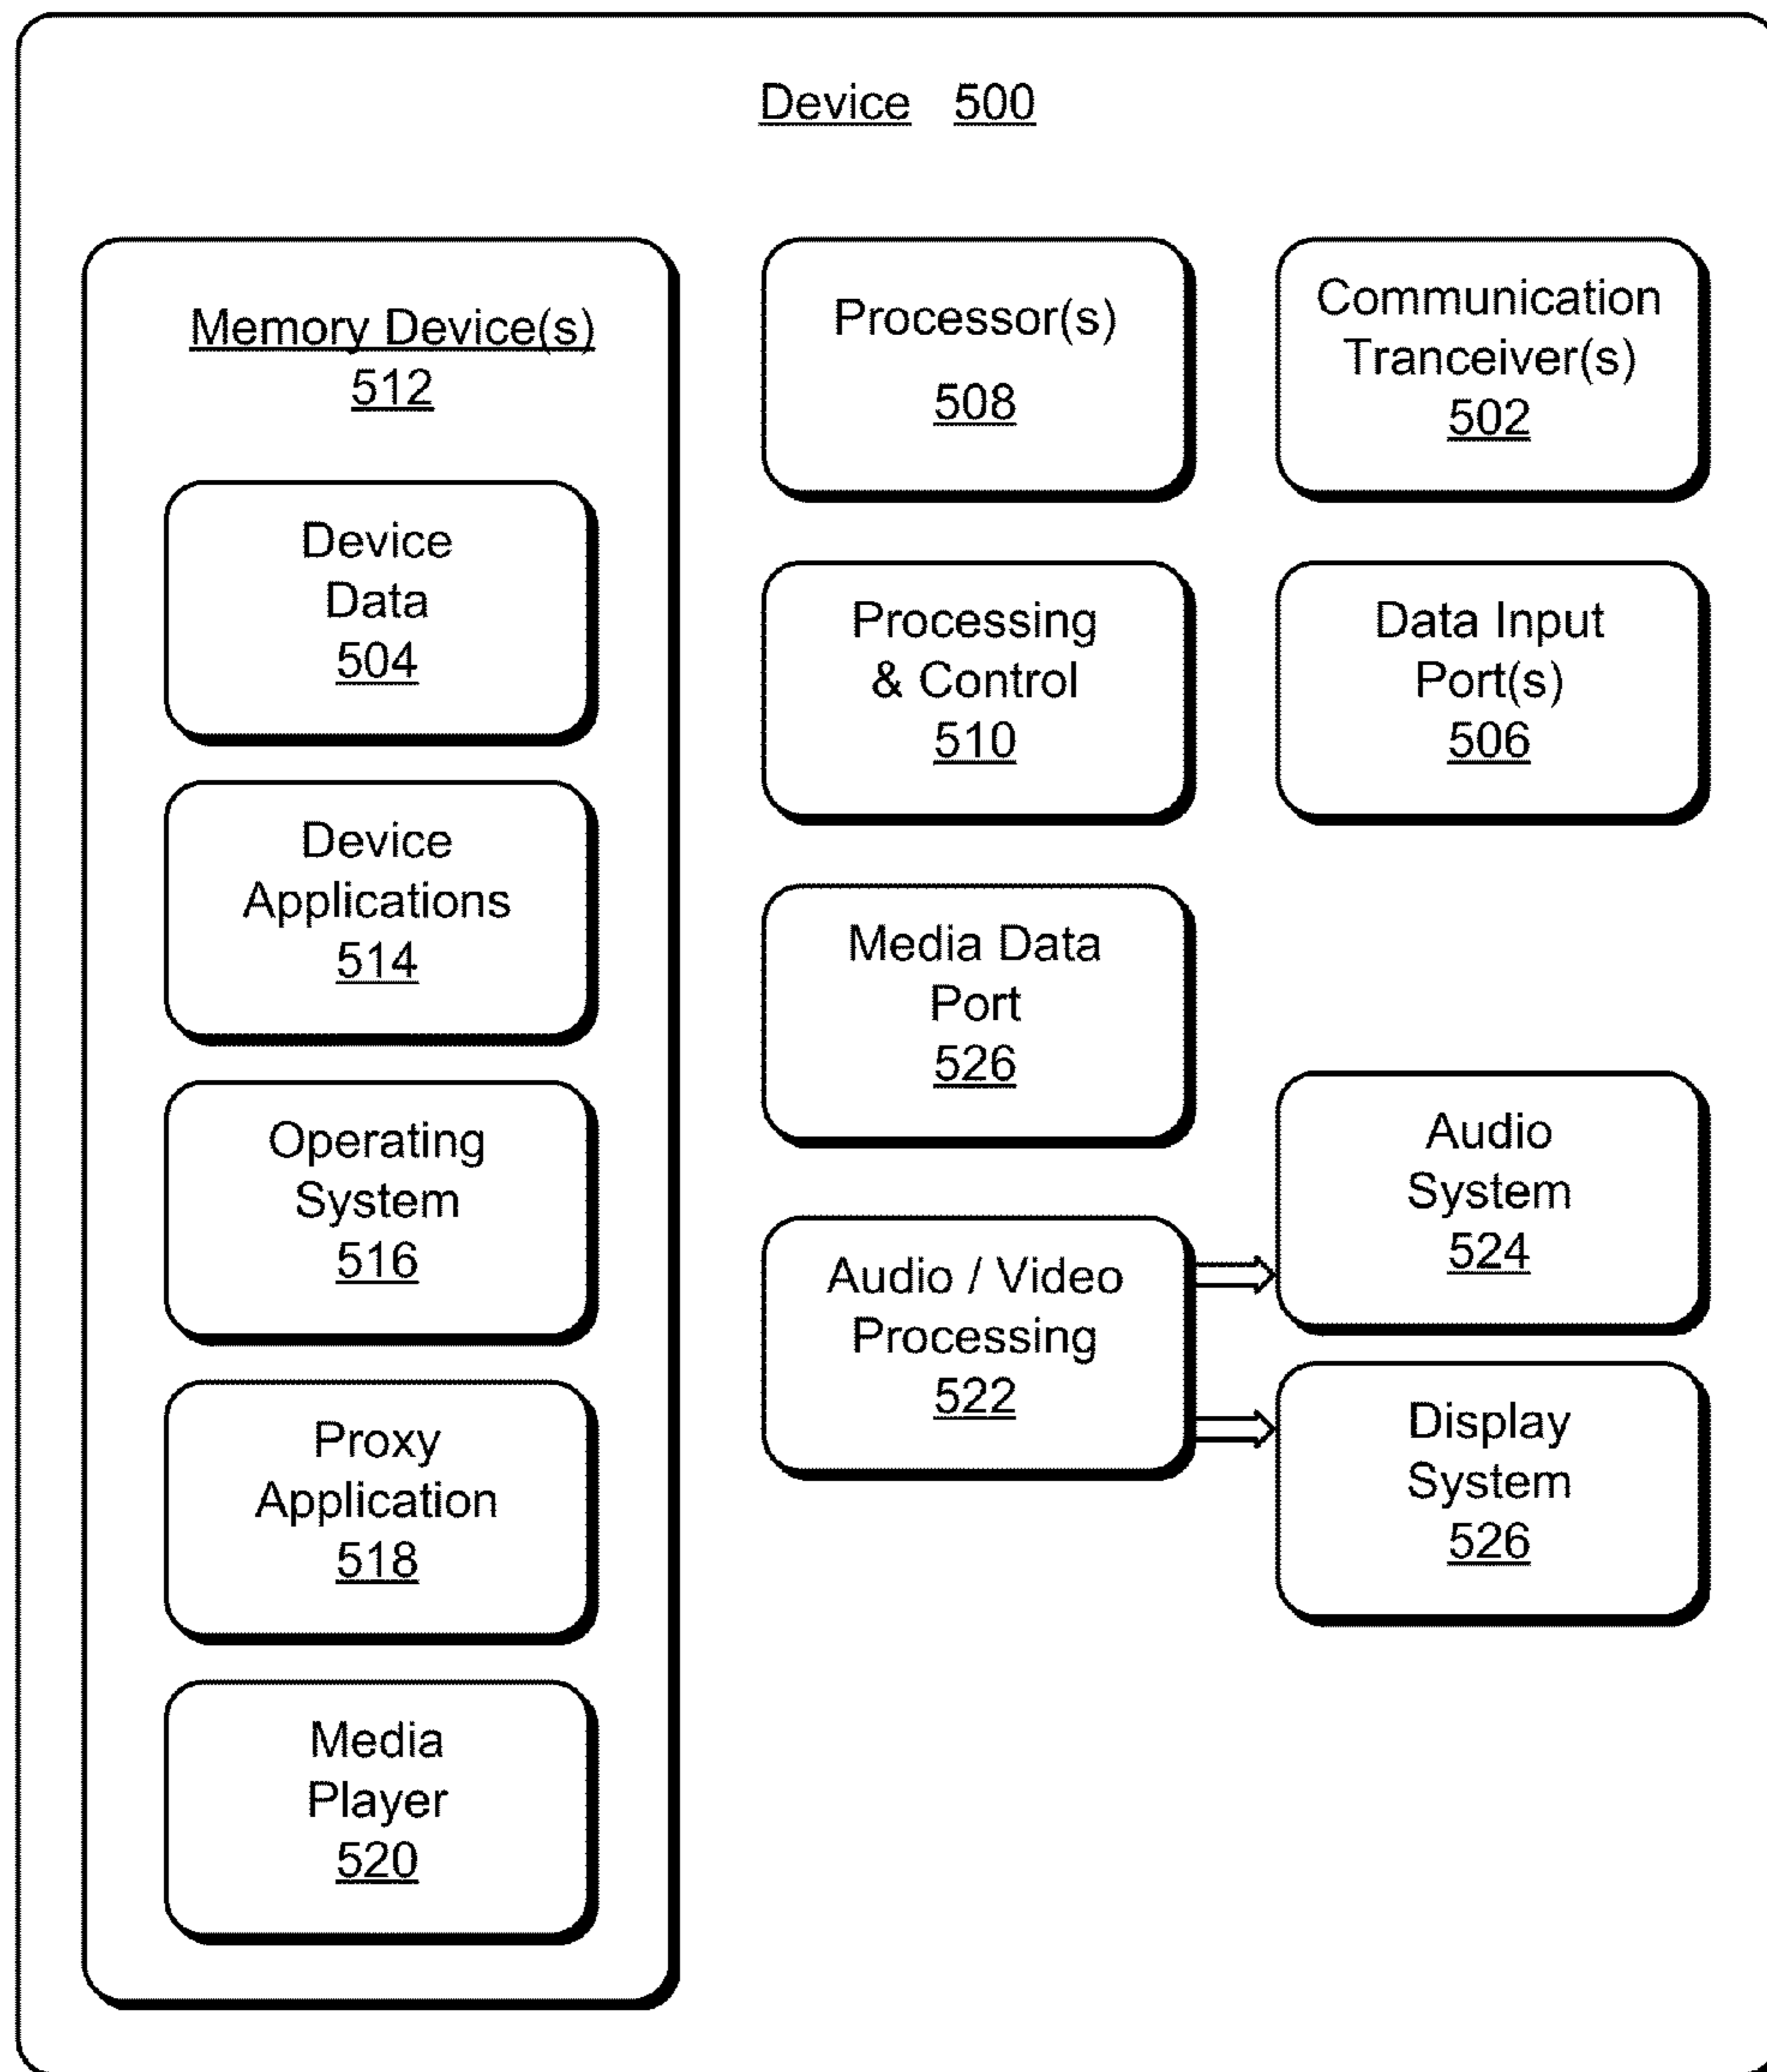 Device 500
Memory Device(s)
512
Device
Data
504
Device
Applications
514
Operating
System
516
Proxy
Application
518
Media
Player
520
Processor(s)
508
Processing
& Control
510
Media Data
Port
526
Audio / Video
Processing
522
Communication
Tranceiver(s)
502
Data Input
Port(s)
506
Audio
System
524
Display
System
526